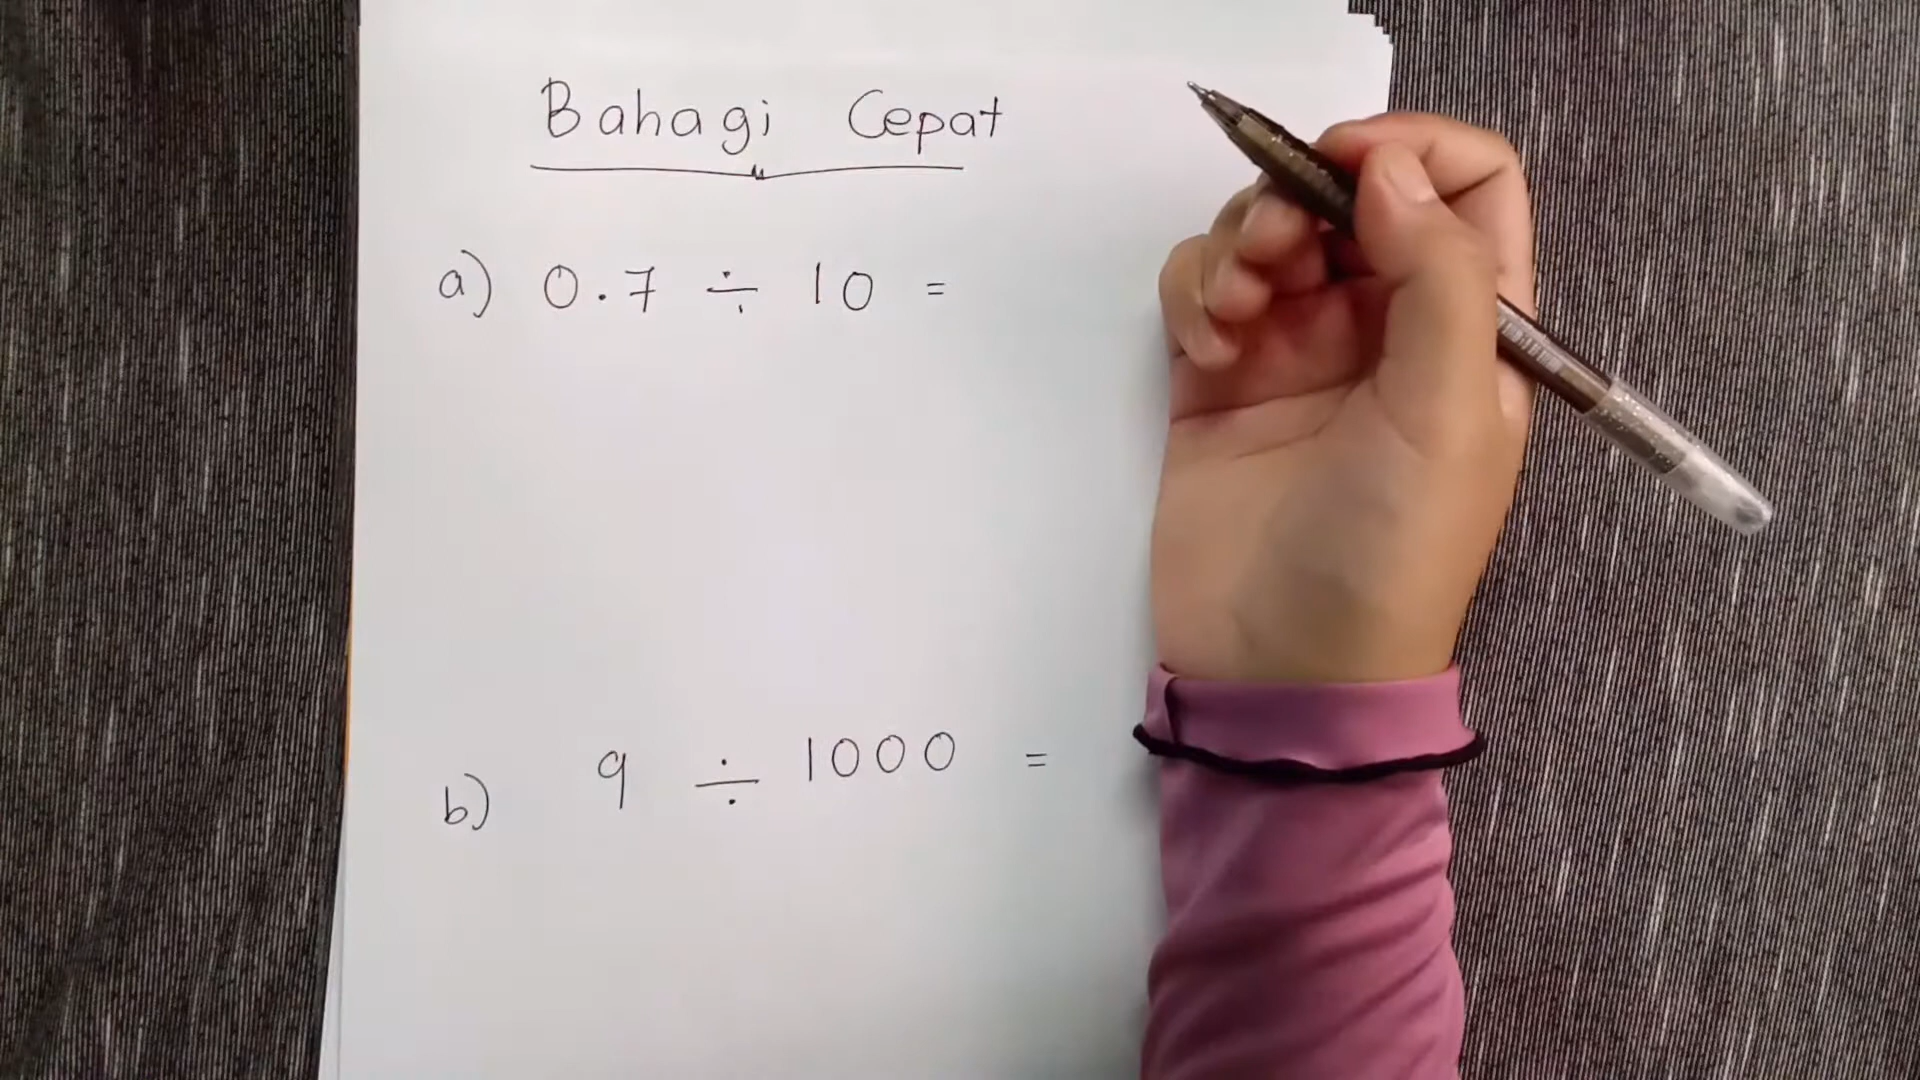 Bahagi Cepat
a) 0.7 ÷ 10 =
b) 9 ÷ 1000 =